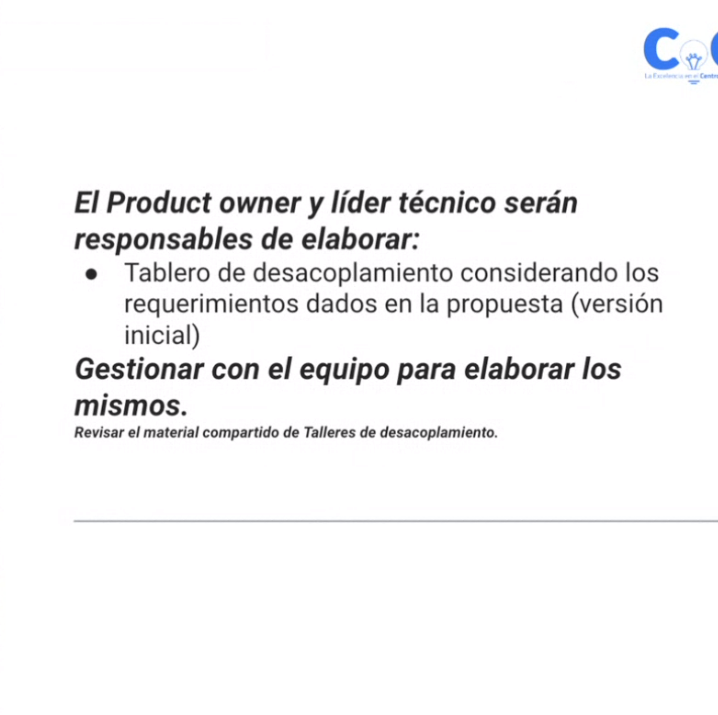 La Excelencia en el Centro
El Product owner y líder técnico serán
responsables de elaborar:
● Tablero de desacoplamiento considerando los
requerimientos dados en la propuesta (versión
inicial)
Gestionar con el equipo para elaborar los
mismos.
Revisar el material compartido de Talleres de desacoplamiento.